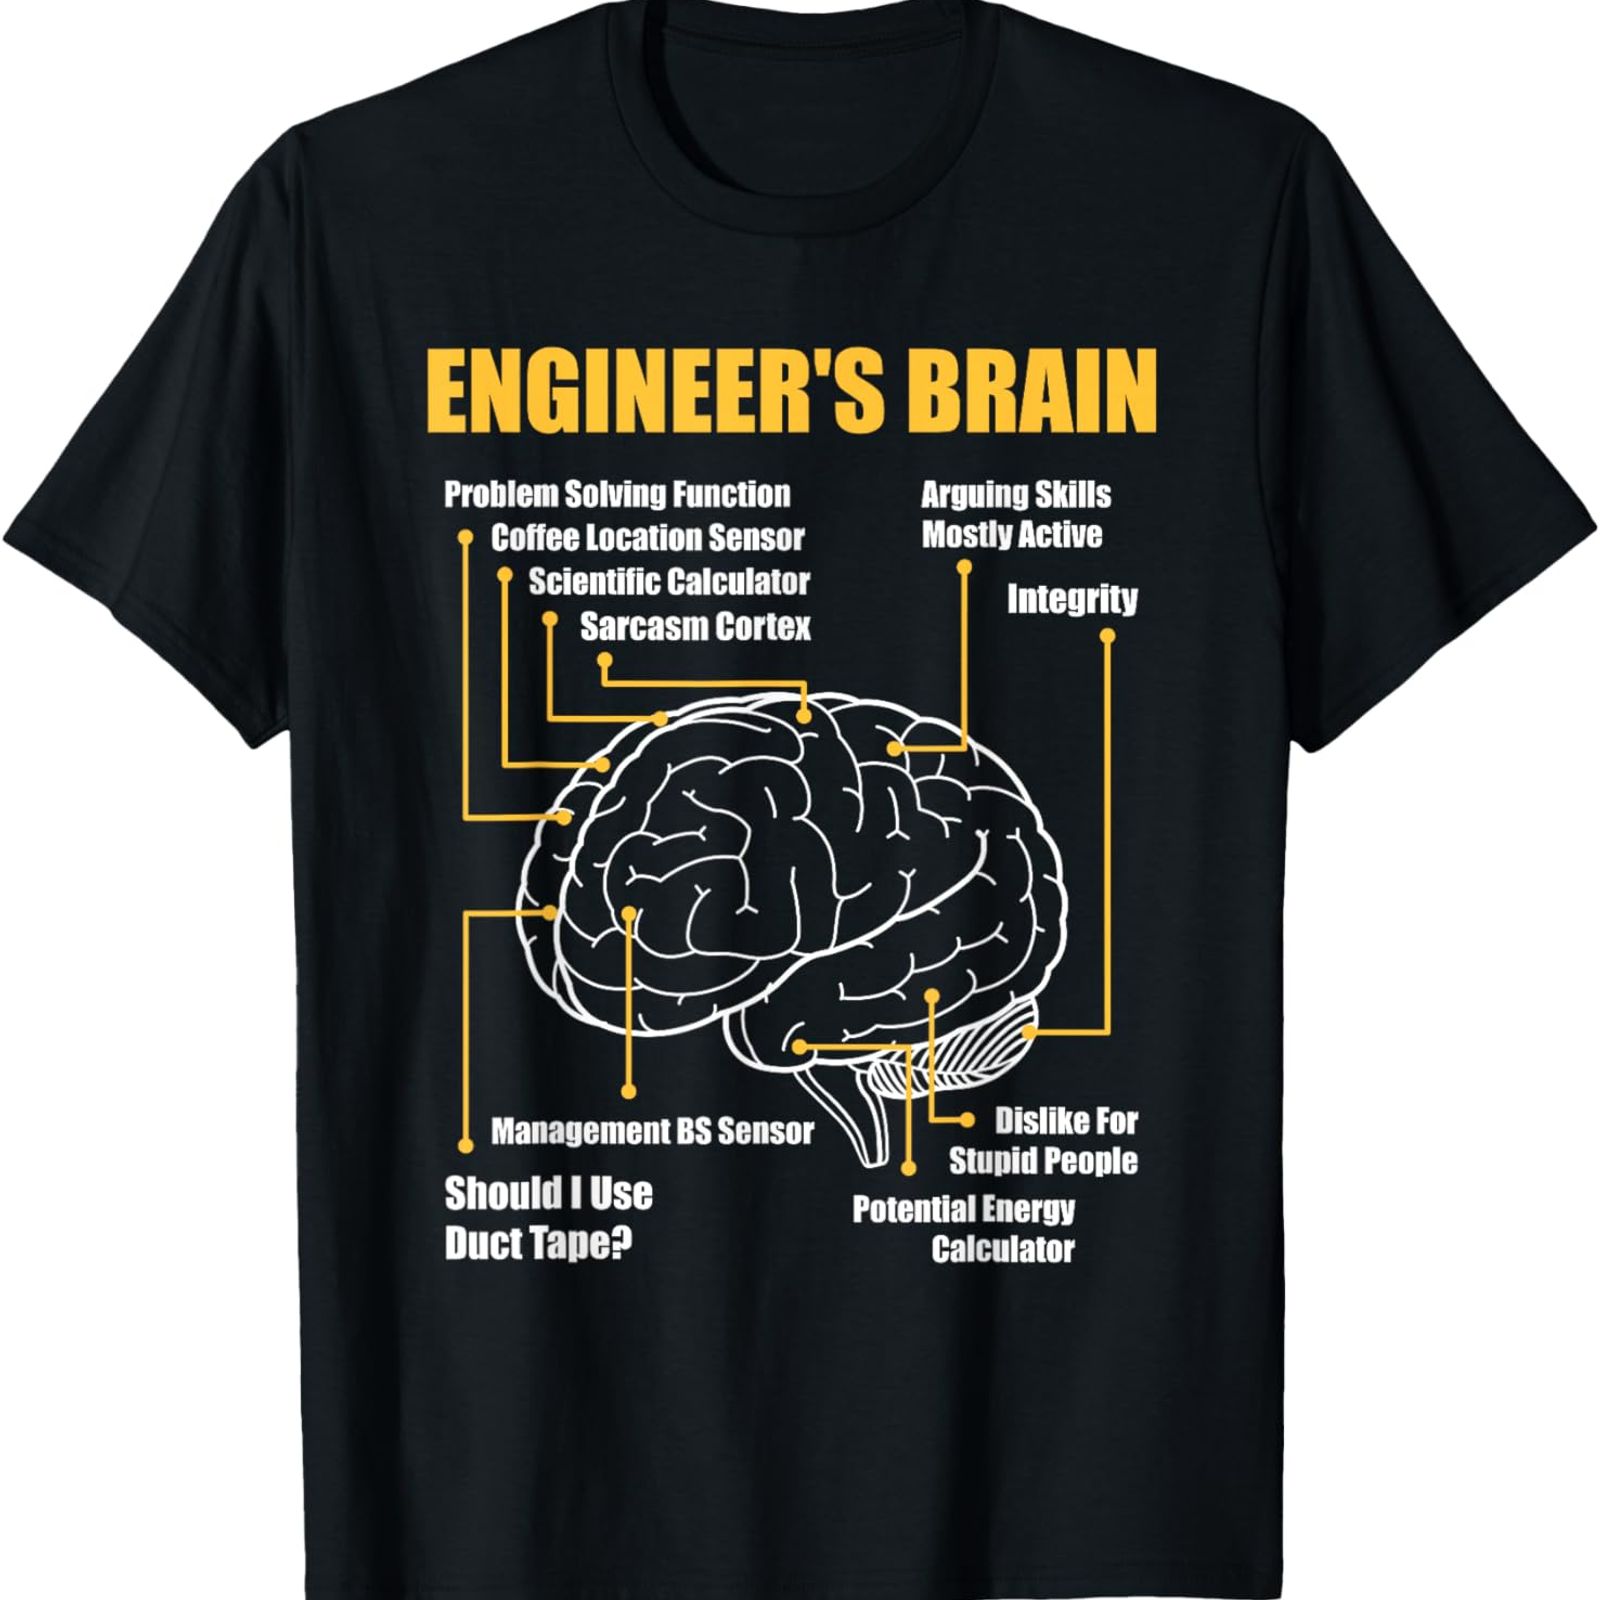 ENGINEER'S BRAIN
Problem Solving Function
Coffee Location Sensor
Scientific Calculator
Sarcasm Cortex
Arguing Skills
Mostly Active
Integrity
Management BS Sensor
Should I Use
Duct Tape?
Dislike For
Stupid People
Potential Energy
Calculator